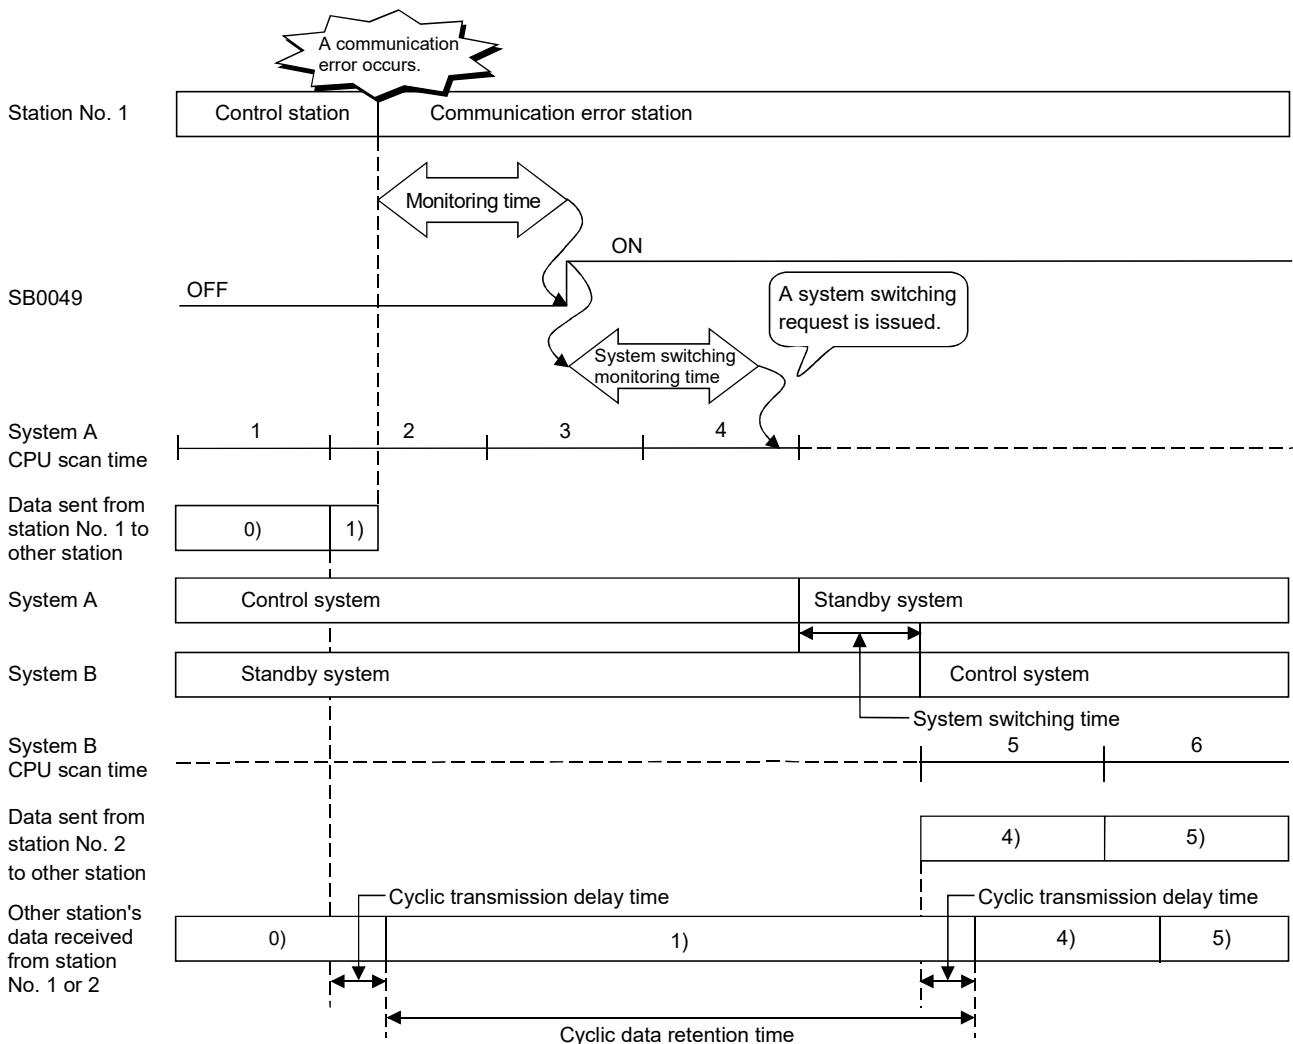 A communication
error occurs.
Station No. 1
Control station
Communication error station
Monitoring time
ON
SB0049
OFF
A system switching
request is issued.
System switching
monitoring time
System A
CPU scan time
1
2
3
4
Data sent from
station No. 1 to
other station
0)
1)
System A
Control system
Standby system
System B
Standby system
Control system
System switching time
System B
CPU scan time
5
6
Data sent from
station No. 2
to other station
4)
5)
Cyclic transmission delay time
Cyclic transmission delay time
Other station's
data received
from station
No. 1 or 2
0)
1)
4)
5)
Cyclic data retention time